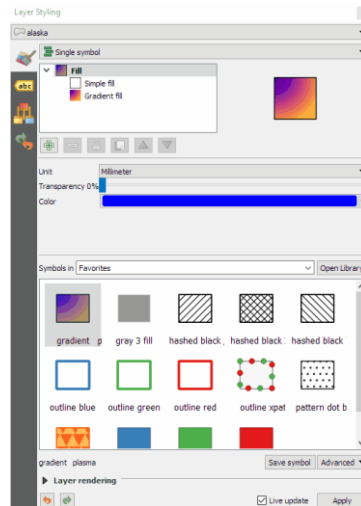 Layer Styling
alaska
Single symbol
Fill
Simple fill
Gradient fill
abc
Unit
Millimeter
Transparency 0%
Color
Symbols in
Favorites
Open Library
gradient p
gray 3 fill
hashed black
hashed black
hashed black
outline blue
outline green
outline red
outline xpat
pattern dot b
gradient plasma
Save symbol
Advanced
Layer rendering
Live update
Apply